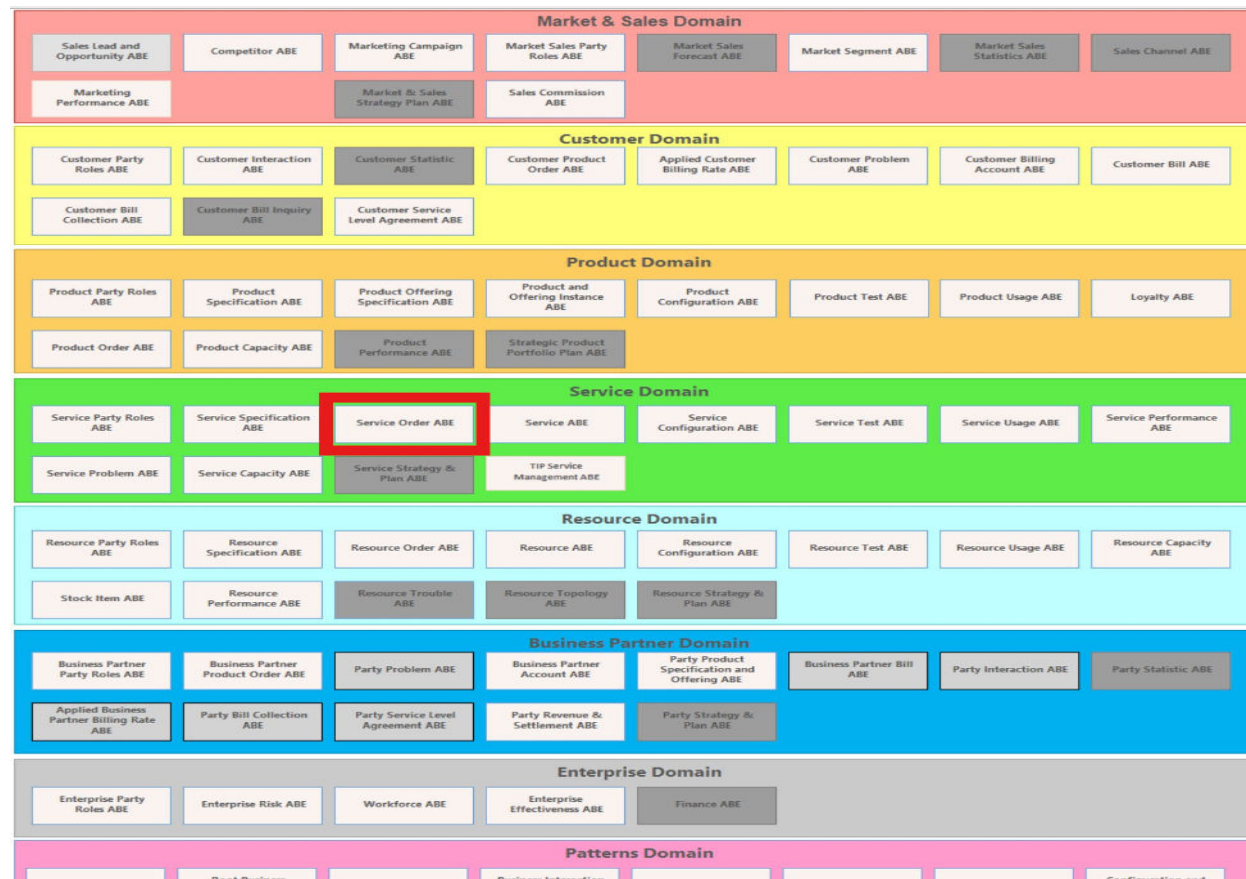 Market & Sales Domain
Sales Lead and
Opportunity ABE
Competitor ABE
Marketing Campaign
ABE
Market Sales Party
Roles ABE
Market Sales
Forecast ABE
Market Segment ABE
Market Sales
Statistics ABE
Sales Channel ABE
Marketing
Performance ABE
Market & Sales
Strategy Plan ABE
Sales Commission
ABE
Customer Domain
Customer Party
Roles ABE
Customer Interaction
ABE
Customer Statistic
ABE
Customer Product
Order ABE
Applied Customer
Billing Rate ABE
Customer Problem
ABE
Customer Billing
Account ABE
Customer Bill ABE
Customer Bill
Collection ABE
Customer Bill Inquiry
ABE
Customer Service
Level Agreement ABE
Product Domain
Product Party Roles
ABE
Product
Specification ABE
Product Offering
Specification ABE
Product and
Offering Instance
ABE
Product
Configuration ABE
Product Test ABE
Product Usage ABE
Loyalty ABE
Product Order ABE
Product Capacity ABE
Product
Performance ABE
Strategic Product
Portfolio Plan ABE
Service Domain
Service Party Roles
ABE
Service Specification
ABE
Service Order ABE
Service ABE
Service
Configuration ABE
Service Test ABE
Service Usage ABE
Service Performance
ABE
Service Problem ABE
Service Capacity ABE
Service Strategy &
Plan ABE
TIP Service
Management ABE
Resource Domain
Resource Party Roles
ABE
Resource
Specification ABE
Resource Order ABE
Resource ABE
Resource
Configuration ABE
Resource Test ABE
Resource Usage ABE
Resource Capacity
ABE
Stock Item ABE
Resource
Performance ABE
Resource Trouble
ABE
Resource Topology
ABE
Resource Strategy &
Plan ABE
Business Partner Domain
Business Partner
Party Roles ABE
Business Partner
Product Order ABE
Party Problem ABE
Business Partner
Account ABE
Party Product
Specification and
Offering ABE
Business Partner Bill
ABE
Party Interaction ABE
Party Statistic ABE
Applied Business
Partner Billing Rate
ABE
Party Bill Collection
ABE
Party Service Level
Agreement ABE
Party Revenue &
Settlement ABE
Party Strategy &
Plan ABE
Enterprise Domain
Enterprise Party
Roles ABE
Enterprise Risk ABE
Workforce ABE
Enterprise
Effectiveness ABE
Finance ABE
Patterns Domain